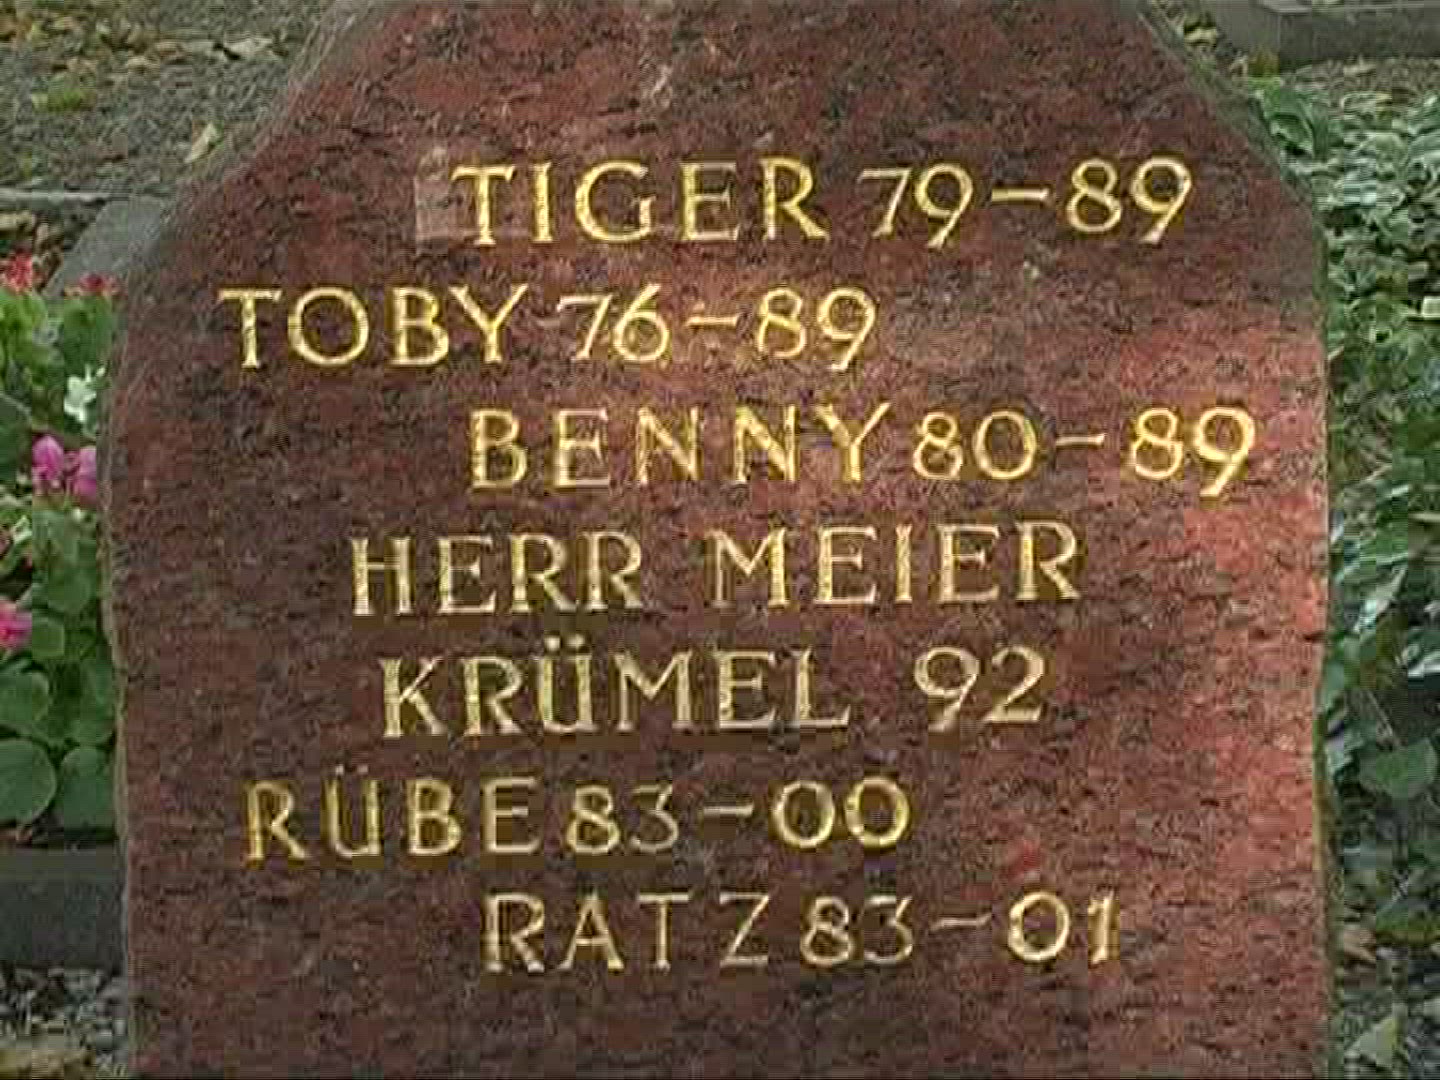 TIGER 79-89
TOBY 76-89
BENNY 80-89
HERR MEIER
KRÜMEL 92
RÜBE 83-00
RATZ 83-01